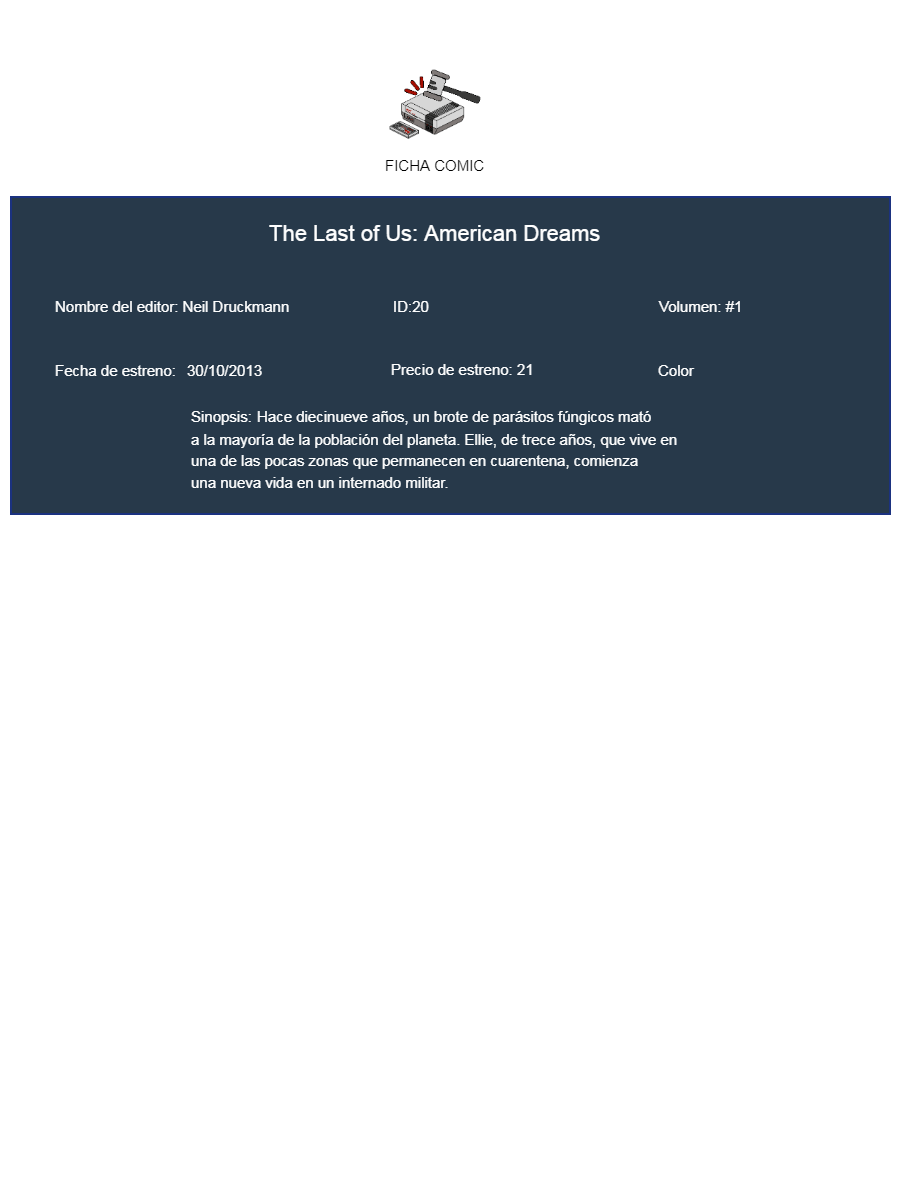 FICHA COMIC
The Last of Us: American Dreams
Nombre del editor: Neil Druckmann ID:20 Volumen: #1
Fecha de estreno: 30/10/2013 Precio de estreno: 21 Color
Sinopsis: Hace diecinueve años, un brote de parásitos fúngicos mató
a la mayoría de la población del planeta. Ellie, de trece años, que vive en
una de las pocas zonas que permanecen en cuarentena, comienza
una nueva vida en un internado militar.